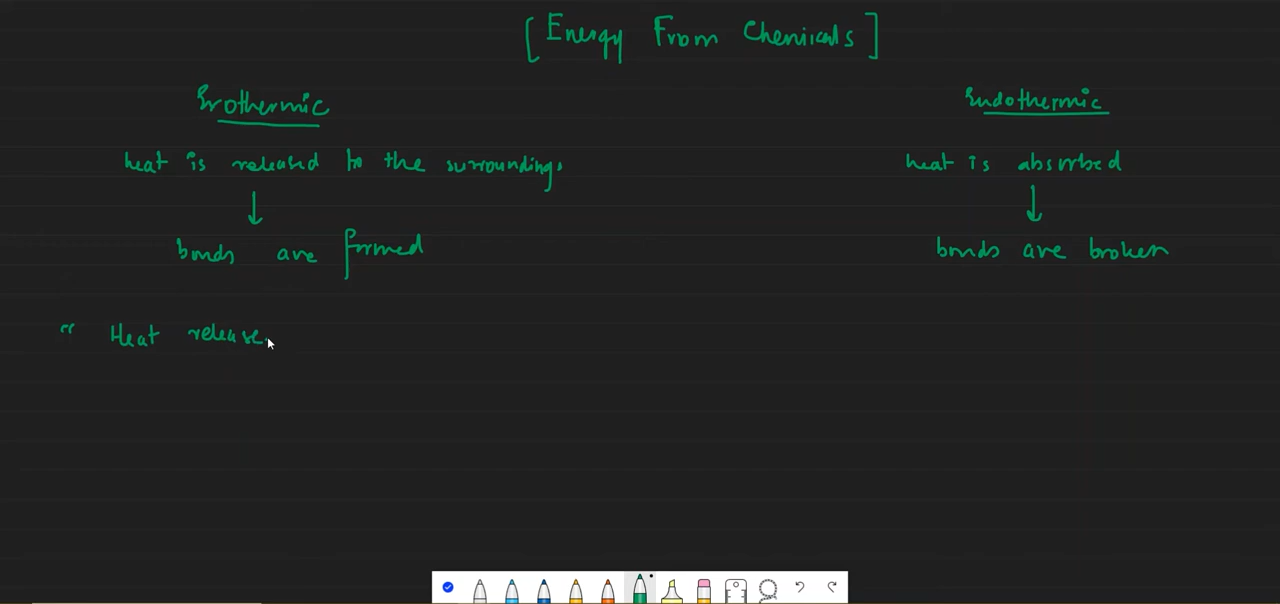 [Energy From Chemicals]
Exothermic
Endothermic
heat is released to the surroundings
heat is absorbed
↓
↓
bonds are formed
bonds are broken
" Heat release